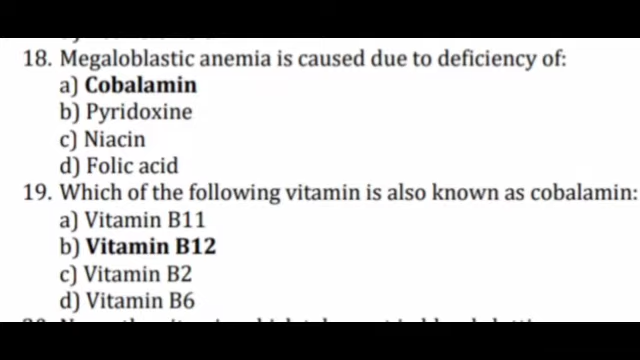 18. Megaloblastic anemia is caused due to deficiency of:
a) Cobalamin
b) Pyridoxine
c) Niacin
d) Folic acid
19. Which of the following vitamin is also known as cobalamin:
a) Vitamin B11
b) Vitamin B12
c) Vitamin B2
d) Vitamin B6